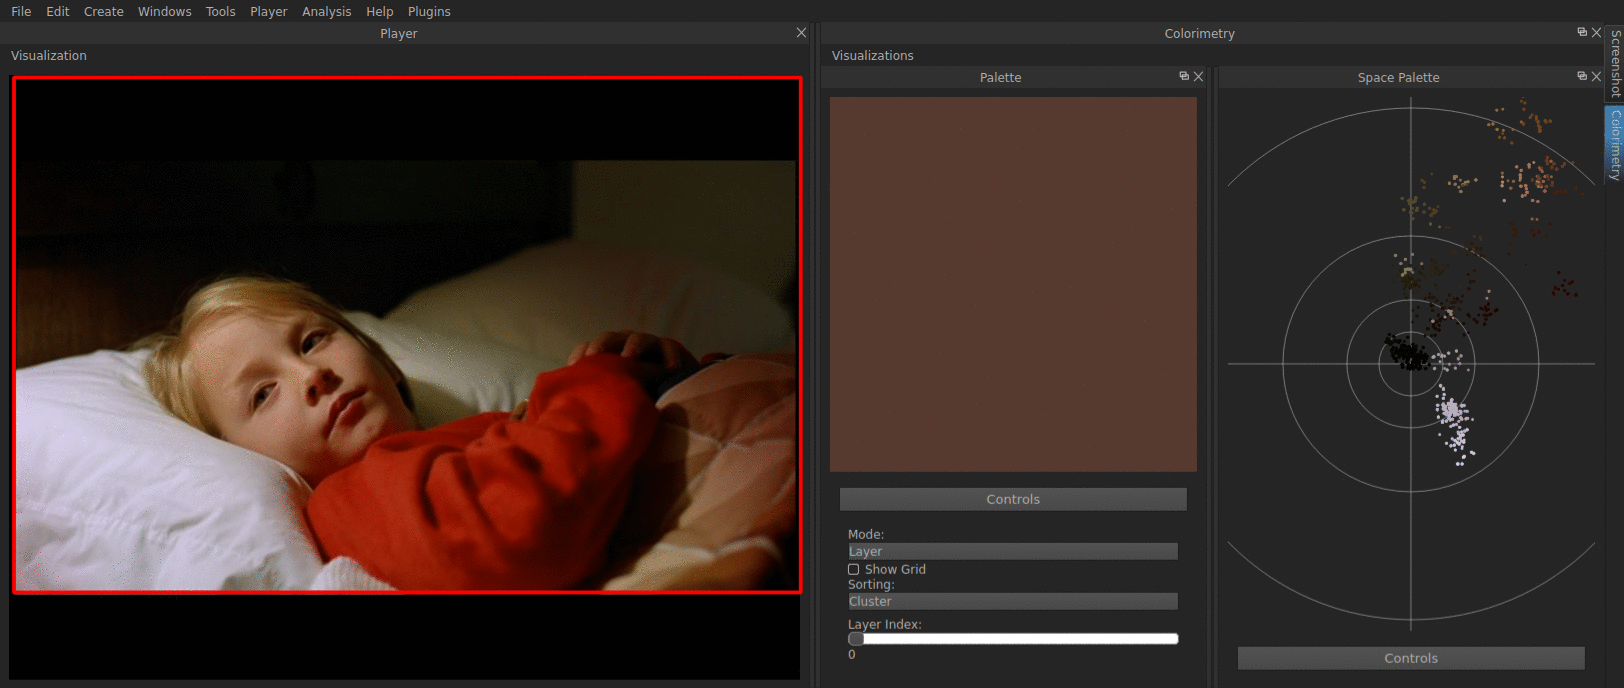 File Edit Create Windows Tools Player Analysis Help Plugins
Player
Visualization
Colorimetry
Visualizations
Palette
Controls
Mode:
Layer
Show Grid
Sorting:
Cluster
Layer Index:
0
Space Palette
Controls
Screenshot
Colorimetry